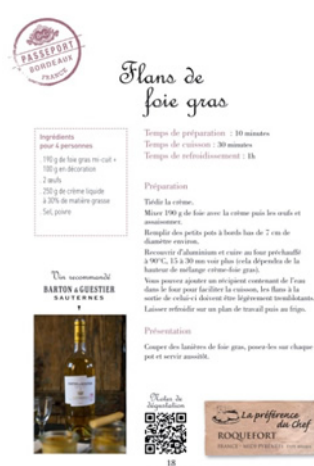 PASSEPORT
BORDEAUX
FRANCE
Flans de
foie gras
Ingrédients
pour 4 personnes
. 190 g de foie gras mi-cuit +
100 g en décoration
. 2 œufs
. 250 g de crème liquide
à 30% de matière grasse
. Sel, poivre
Temps de préparation : 10 minutes
Temps de cuisson : 30 minutes
Temps de refroidissement : 1h
Préparation
Tiédir la crème.
Mixer 190 g de foie avec la crème puis les œufs et
assaisonner.
Remplir des petits pots à bords bas de 7 cm de
diamètre environ,
Recouvrir d'aluminium et cuire au four préchauffé
à 90°C, 15 à 30 mn voir plus (cela dépendra de la
hauteur de mélange crème-foie gras).
Vous pouvez ajouter un récipient contenant de l'eau
dans le four pour faciliter la cuisson, les flans à la
sortie de celui-ci doivent être légèrement tremblotants.
Laisser refroidir sur un plan de travail puis au frigo.
Présentation
Couper des lanières de foie gras, posez-les sur chaque
pot et servir aussitôt.
Vin recommandé
BARTON & GUESTIER
SAUTERNES
Notes de
dégustation
La préférence
du Chef
ROQUEFORT
FRANCE - MIDI-PYRÉNÉES
18